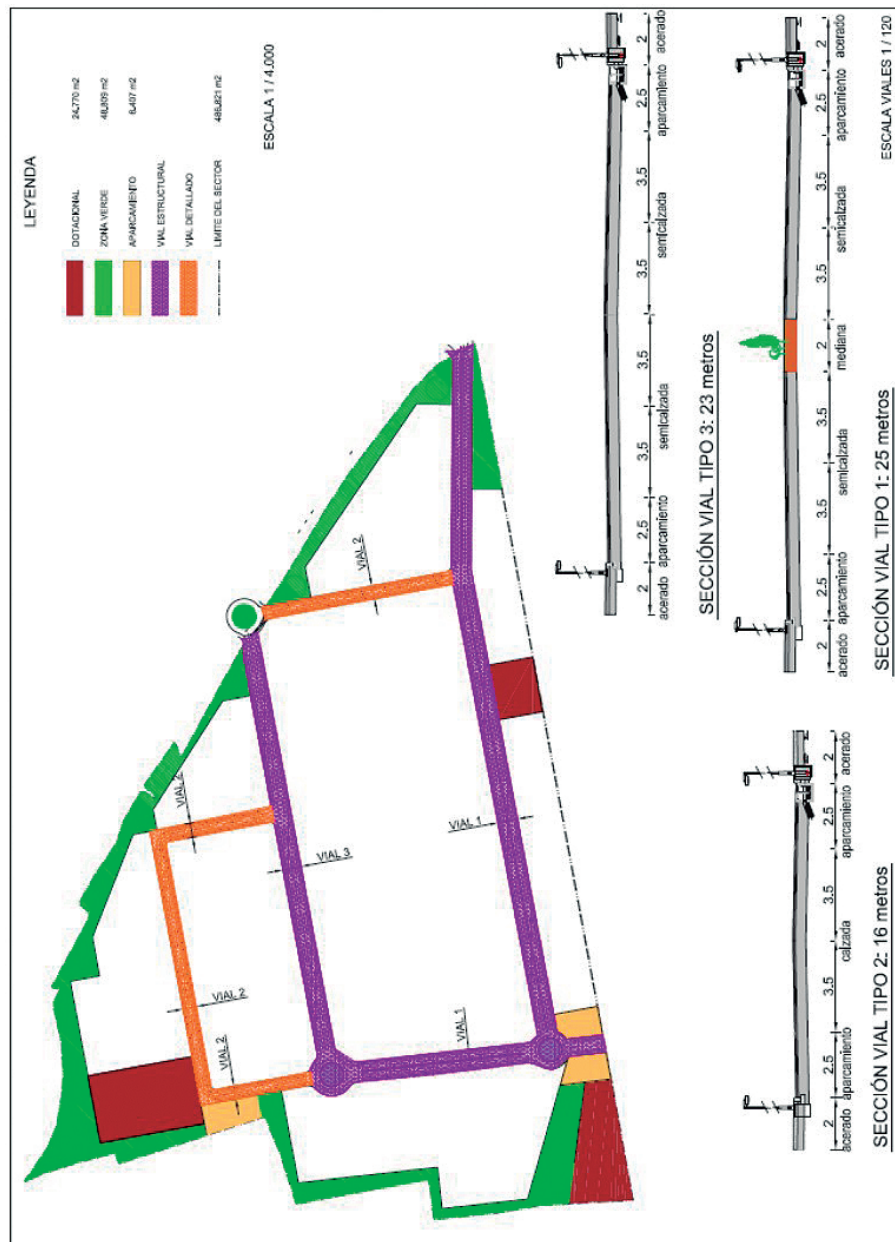 LEYENDA
DOTACIONAL 24,770 m2
ZONA VERDE 48,809 m2
APARCAMIENTO 6,407 m2
VIAL ESTRUCTURAL
VIAL DETALLADO
LIMITE DEL SECTOR 486,821 m2
ESCALA 1 / 4.000
VIAL 2
VIAL 2
VIAL 2
VIAL 2
VIAL 3
VIAL 1
VIAL 1
2 2.5 3.5 3.5 3.5 3.5 2.5 2
acerado aparcamiento semicalzada semicalzada aparcamiento acerado
SECCIÓN VIAL TIPO 3: 23 metros
2 2.5 3.5 3.5 2.5 2
acerado aparcamiento calzada aparcamiento acerado
SECCIÓN VIAL TIPO 2: 16 metros
2 2.5 3.5 3.5 2 3.5 3.5 2.5 2
acerado aparcamiento semicalzada mediana semicalzada aparcamiento acerado
SECCIÓN VIAL TIPO 1: 25 metros
ESCALA VIALES 1 / 120